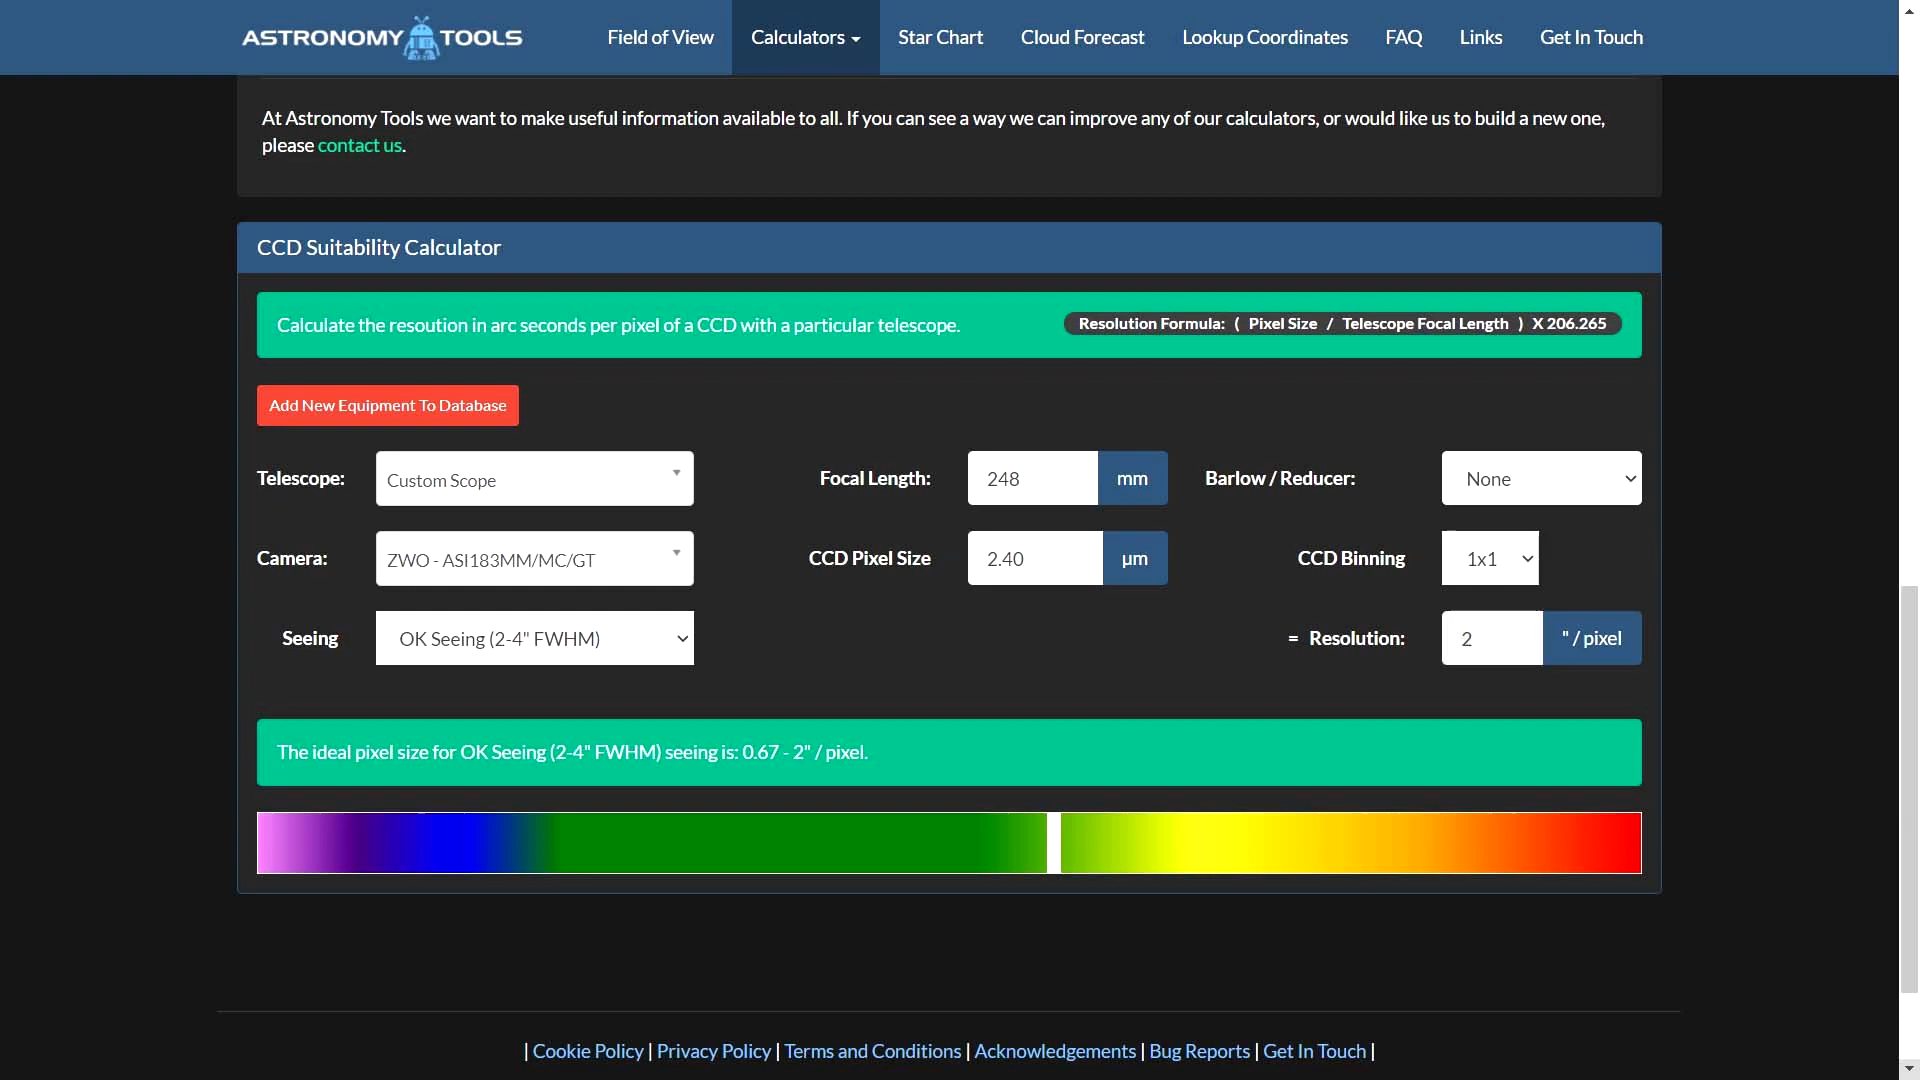 ASTRONOMY TOOLS
Field of View
Calculators
Star Chart
Cloud Forecast
Lookup Coordinates
FAQ
Links
Get In Touch
At Astronomy Tools we want to make useful information available to all. If you can see a way we can improve any of our calculators, or would like us to build a new one,
please contact us.
CCD Suitability Calculator
Calculate the resoution in arc seconds per pixel of a CCD with a particular telescope.
Resolution Formula: ( Pixel Size / Telescope Focal Length ) X 206.265
Add New Equipment To Database
Telescope: Custom Scope
Focal Length: 248 mm
Barlow / Reducer: None
Camera: ZWO - ASI183MM/MC/GT
CCD Pixel Size 2.40 µm
CCD Binning 1x1
Seeing OK Seeing (2-4" FWHM)
= Resolution: 2 " / pixel
The ideal pixel size for OK Seeing (2-4" FWHM) seeing is: 0.67 - 2" / pixel.
| Cookie Policy | Privacy Policy | Terms and Conditions | Acknowledgements | Bug Reports | Get In Touch |